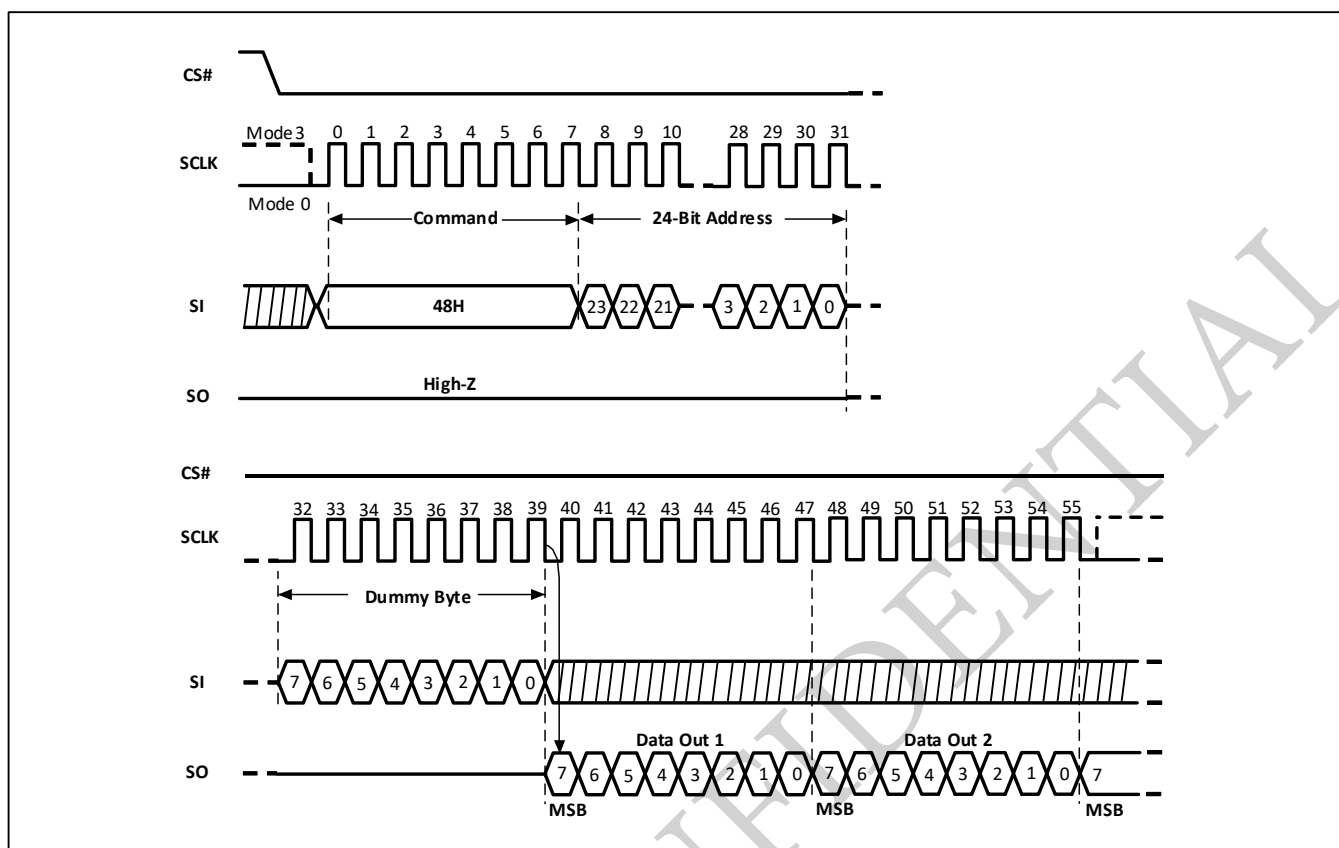 CS#
Mode 3 0 1 2 3 4 5 6 7 8 9 10 28 29 30 31
SCLK
Mode 0
Command 24-Bit Address
SI 48H 23 22 21 3 2 1 0
High-Z
SO
CS#
32 33 34 35 36 37 38 39 40 41 42 43 44 45 46 47 48 49 50 51 52 53 54 55
SCLK
Dummy Byte
SI 7 6 5 4 3 2 1 0
Data Out 1 Data Out 2
SO 7 6 5 4 3 2 1 0 7 6 5 4 3 2 1 0 7
MSB MSB MSB
NFIDENTIAL